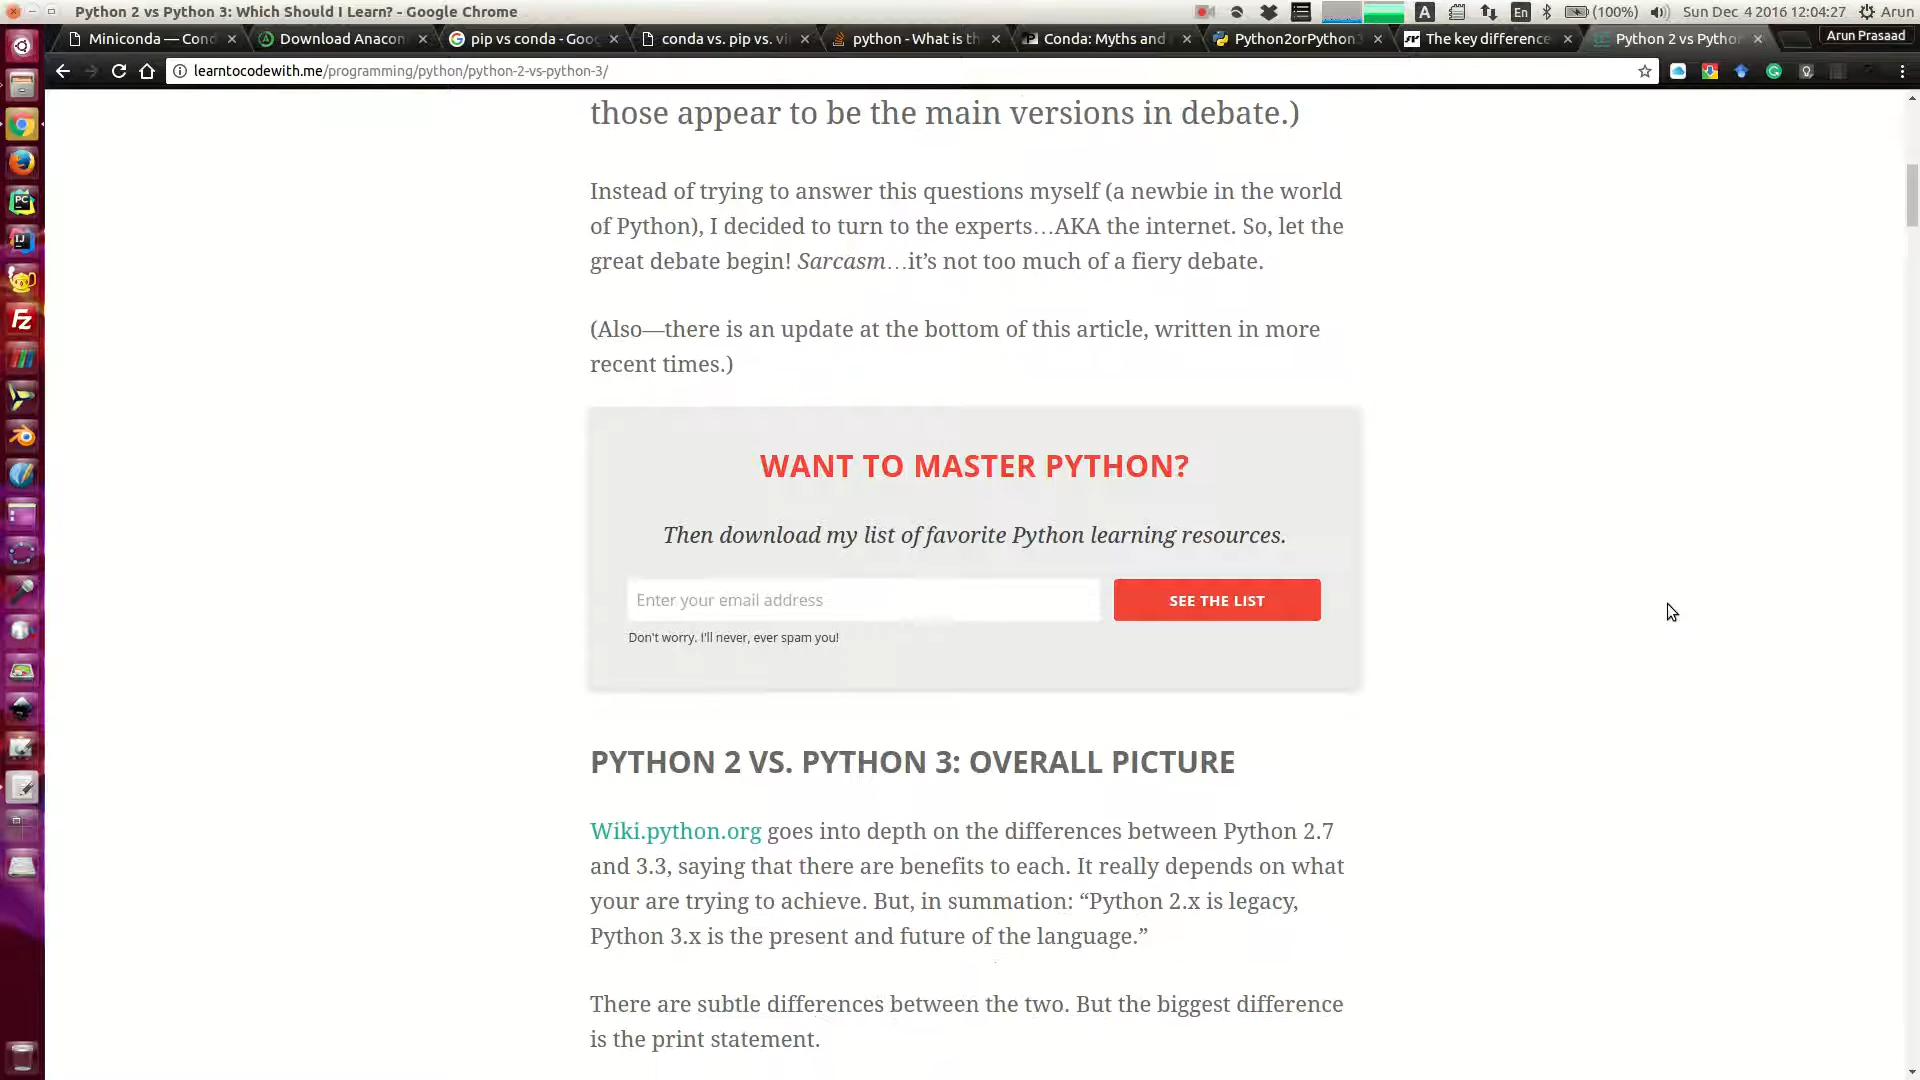 Python 2 vs Python 3: Which Should I Learn? - Google Chrome
A
En
(100%)
Sun Dec 4 2016 12:04:27
Arun
Miniconda — Cond
Download Anacon
pip vs conda - Goog
conda vs. pip vs. vi
python - What is th
Conda: Myths and
Python2orPython3
The key difference
Python 2 vs Python
Arun Prasaad
learntocodewith.me/programming/python/python-2-vs-python-3/
those appear to be the main versions in debate.)
Instead of trying to answer this questions myself (a newbie in the world
of Python), I decided to turn to the experts…AKA the internet. So, let the
great debate begin! Sarcasm…it’s not too much of a fiery debate.
(Also—there is an update at the bottom of this article, written in more
recent times.)
WANT TO MASTER PYTHON?
Then download my list of favorite Python learning resources.
Enter your email address
SEE THE LIST
Don't worry. I'll never, ever spam you!
PYTHON 2 VS. PYTHON 3: OVERALL PICTURE
Wiki.python.org goes into depth on the differences between Python 2.7
and 3.3, saying that there are benefits to each. It really depends on what
your are trying to achieve. But, in summation: “Python 2.x is legacy,
Python 3.x is the present and future of the language.”
There are subtle differences between the two. But the biggest difference
is the print statement.